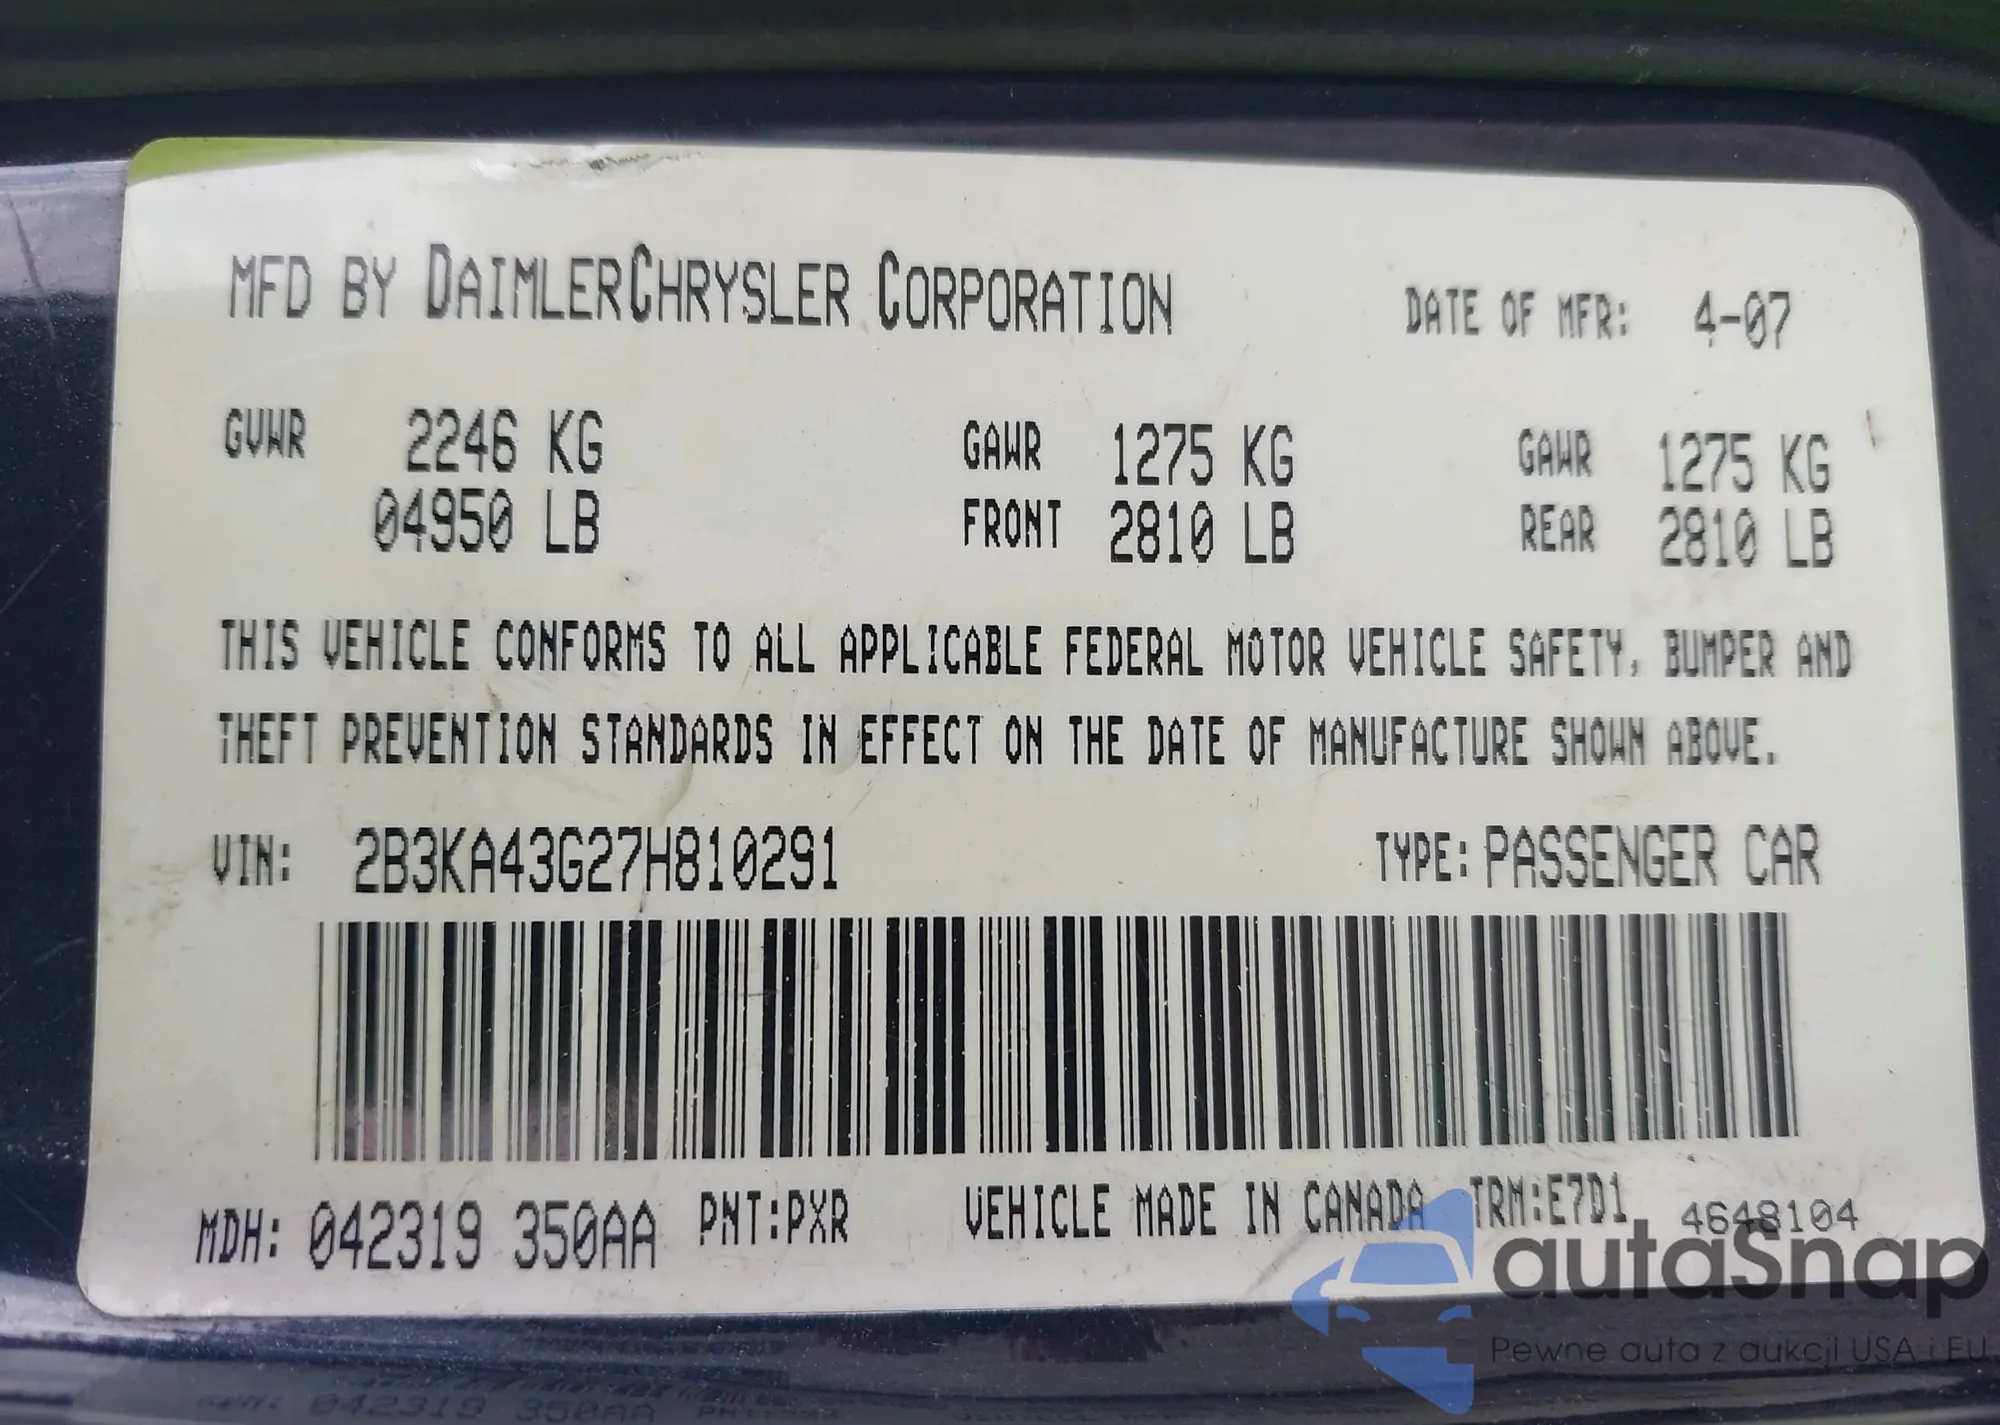 MFD BY DAIMLERCHRYSLER CORPORATION DATE OF MFR: 4-07
GVWR 2246 KG GAWR 1275 KG GAWR 1275 KG
04950 LB FRONT 2810 LB REAR 2810 LB
THIS VEHICLE CONFORMS TO ALL APPLICABLE FEDERAL MOTOR VEHICLE SAFETY, BUMPER AND
THEFT PREVENTION STANDARDS IN EFFECT ON THE DATE OF MANUFACTURE SHOWN ABOVE.
VIN: 2B3KA43G27H810291 TYPE: PASSENGER CAR
MDH: 042319 350AA PNT:PXR VEHICLE MADE IN CANADA TRM:E7D1 4648104
autaSnap
Pewne auta z aukcji USA i EU
042319 350AA